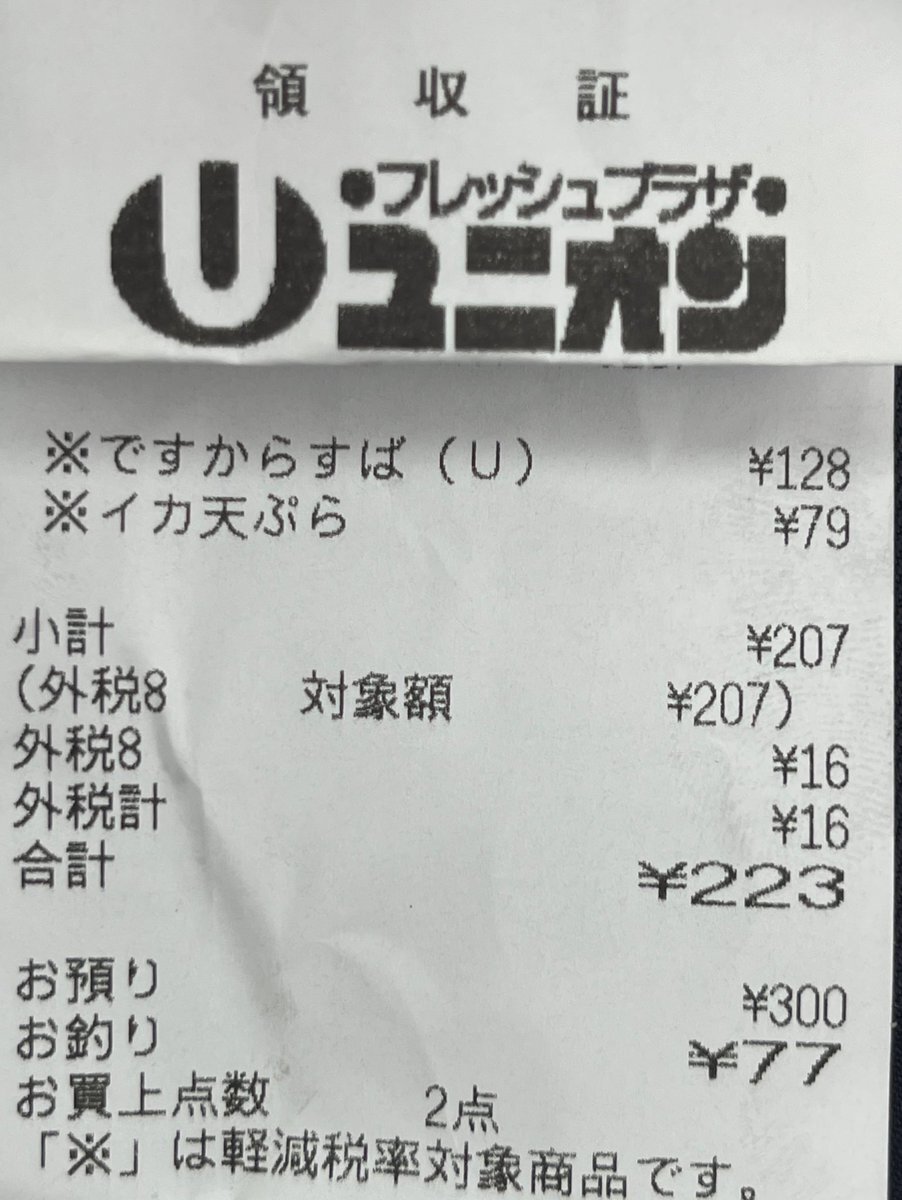 領収証
U
・フレッシュプラザ・
ユニオン
※ですからすば(U) ¥128
※イカ天ぷら ¥79
小計 ¥207
(外税8 対象額 ¥207)
外税8 ¥16
外税計 ¥16
合計 ¥223
お預り ¥300
お釣り ¥77
お買上点数 2点
「※」は軽減税率対象商品です。